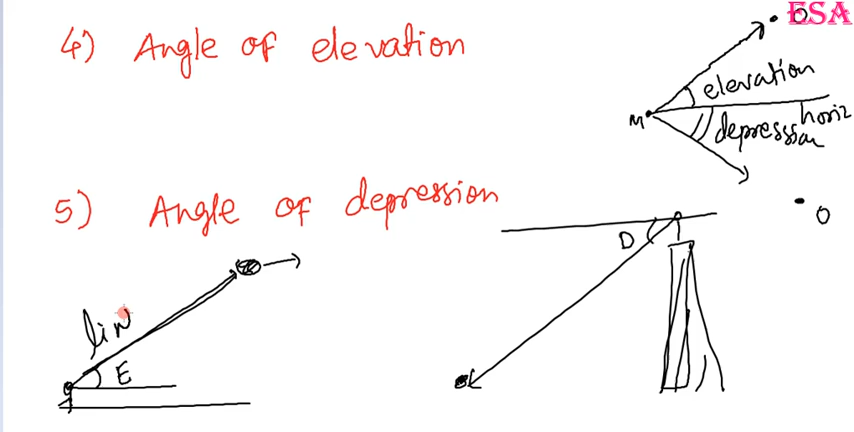 4) Angle of elevation
ESA
O
elevation
M
horiz
depression
5) Angle of depression
O
D
lin
E